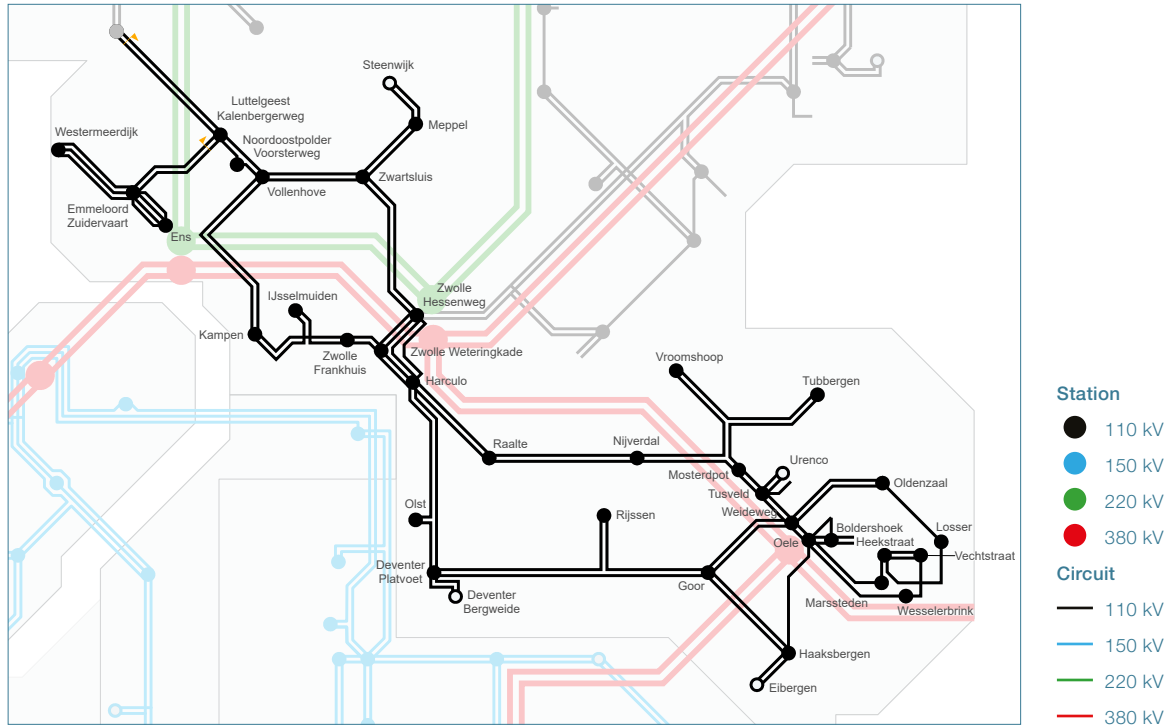 Steenwijk
Luttelgeest
Kalenbergerweg
Meppel
Westermeerdijk
Noordoostpolder
Voorsterweg
Zwartsluis
Vollenhove
Emmeloord
Zuidervaart
Ens
Zwolle
Hessenweg
IJsselmuiden
Kampen
Zwolle
Frankhuis
Zwolle Weteringkade
Harculo
Vroomshoop
Tubbergen
Raalte
Nijverdal
Mosterdpot
Urenco
Tusveld
Oldenzaal
Weldeweg
Olst
Rijssen
Boldershoek
Losser
Oele
Heekstraat
Vechtstraat
Deventer
Platvoet
Goor
Deventer
Bergweide
Marssteden
Wesselerbrink
Haaksbergen
Eibergen
Station
110 kV
150 kV
220 kV
380 kV
Circuit
110 kV
150 kV
220 kV
380 kV